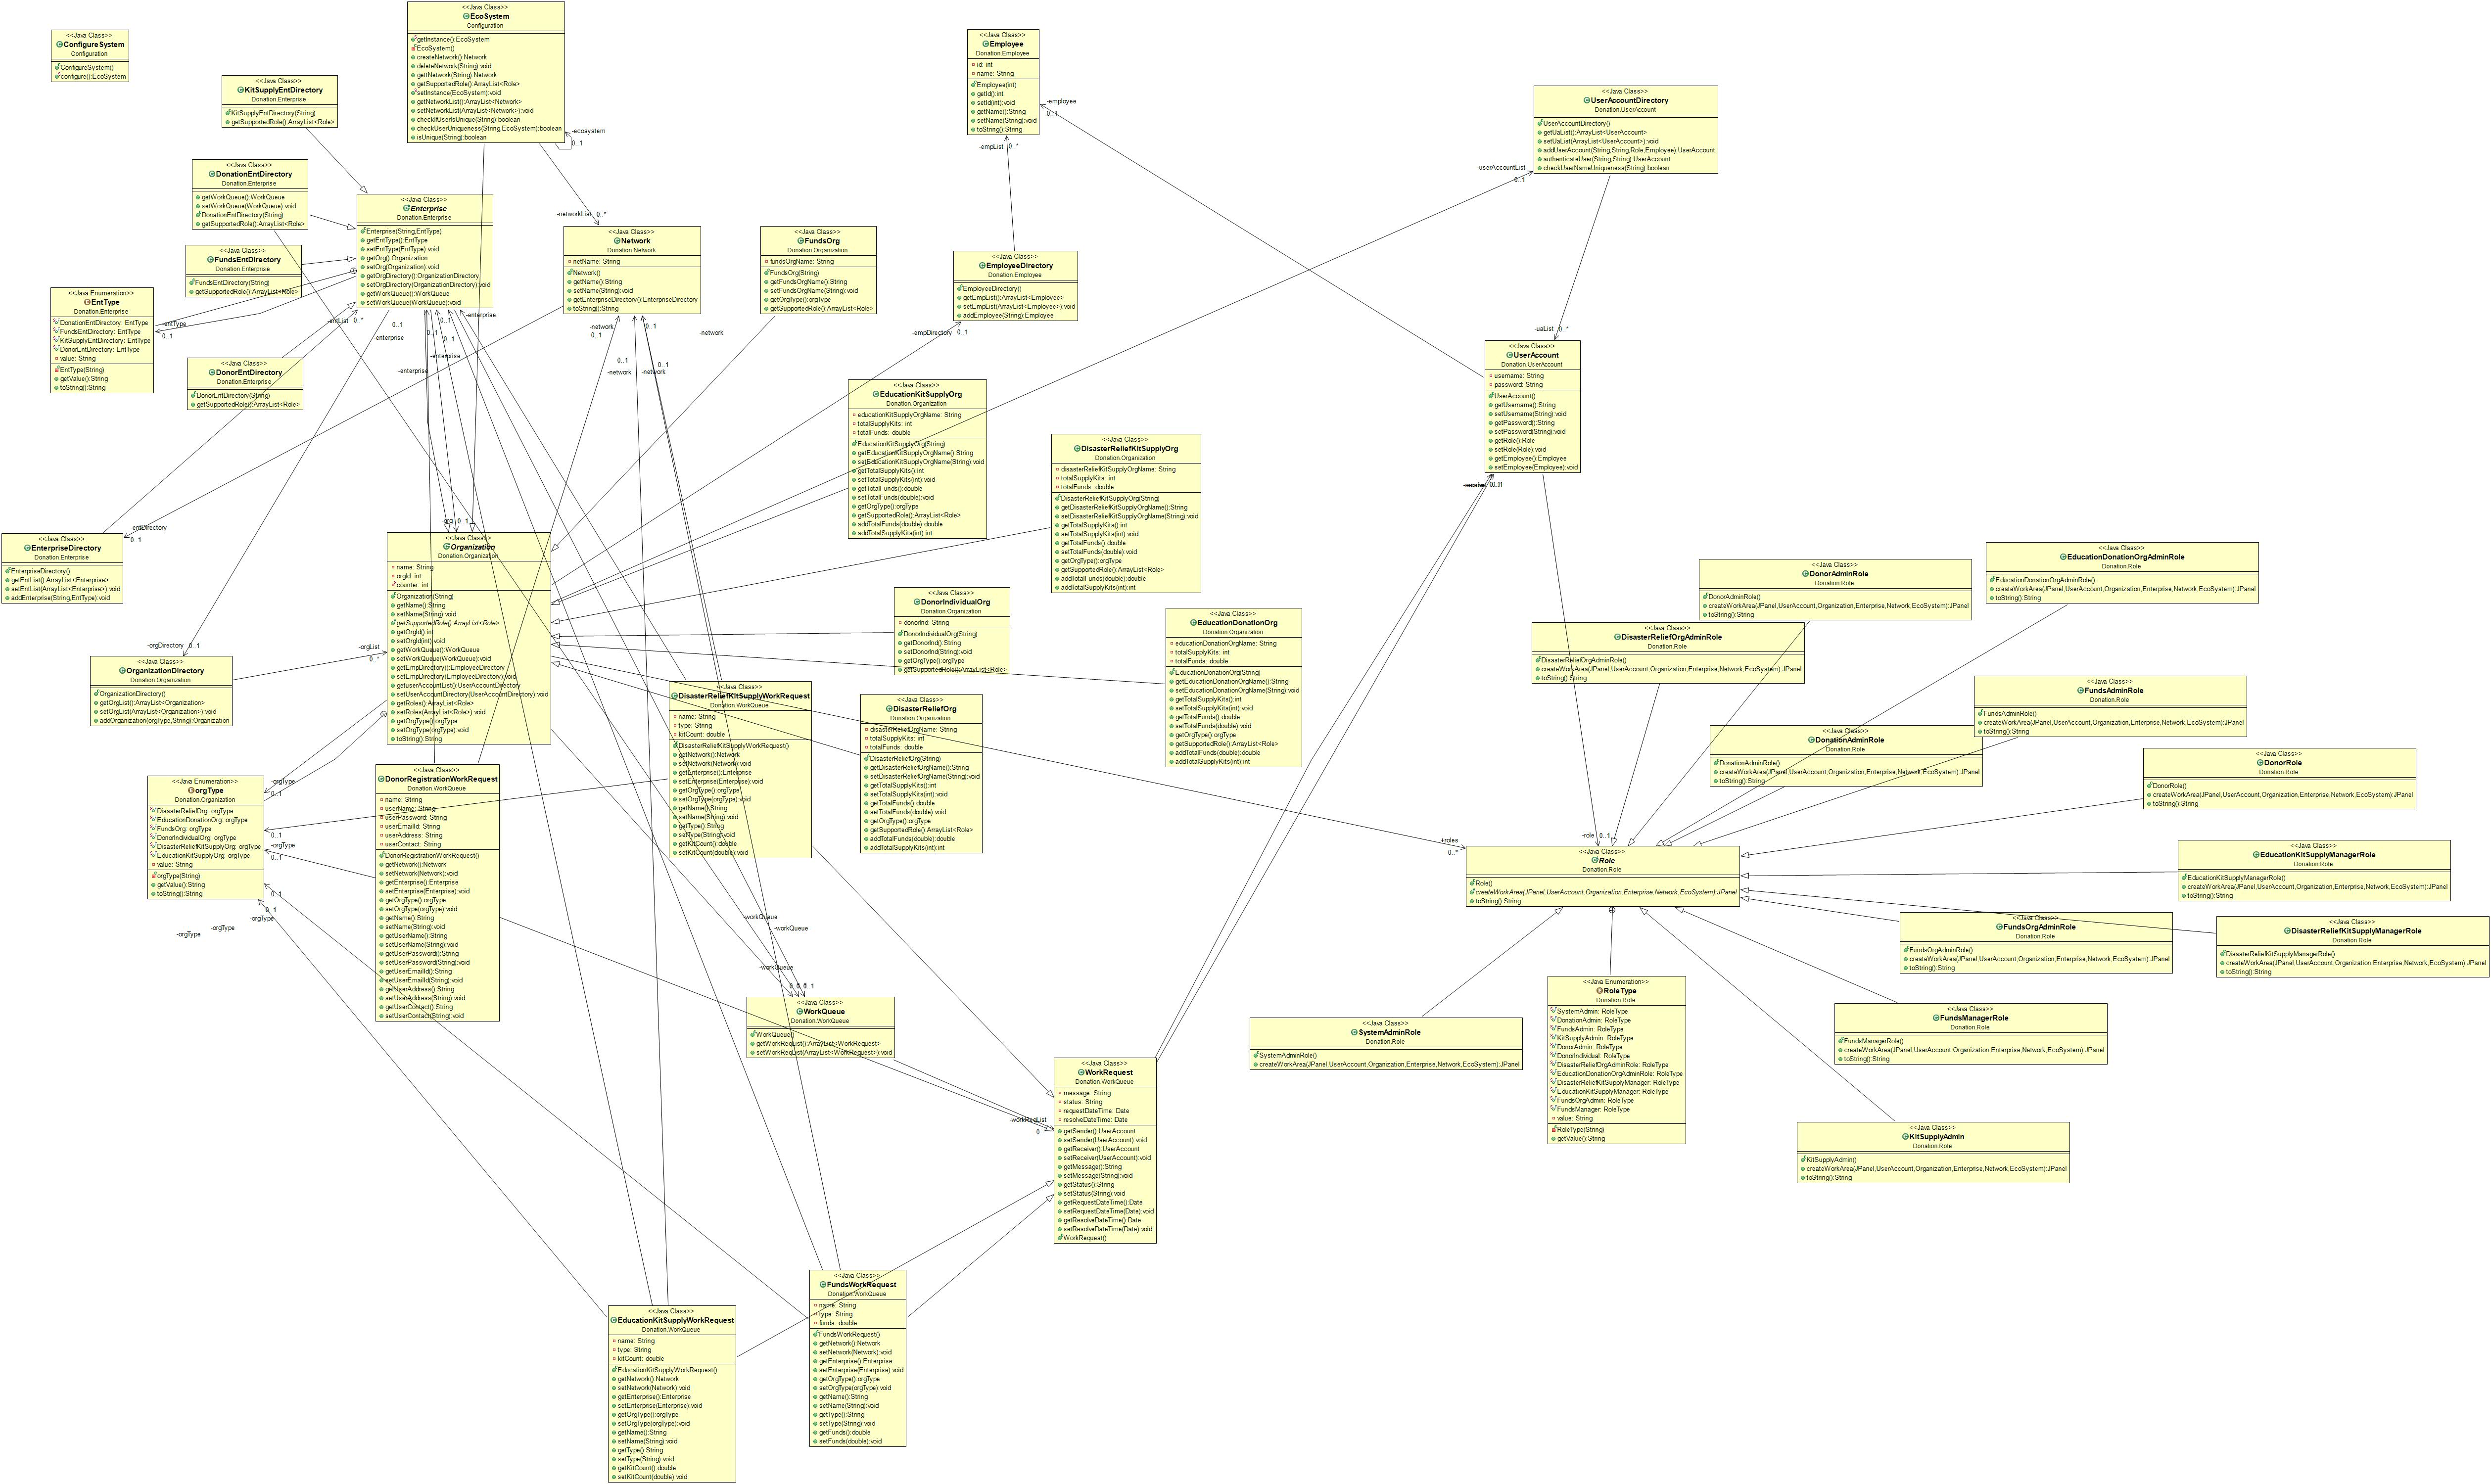 <<Java Class>>
EcoSystem
Configuration
getInstance():EcoSystem
EcoSystem()
createNetwork():Network
deleteNetwork(String):void
gettNetwork(String):Network
getSupportedRole():ArrayList<Role>
setInstance(EcoSystem):void
getNetworkList():ArrayList<Network>
setNetworkList(ArrayList<Network>):void
checkIfUserIsUnique(String):boolean
checkUserUniqueness(String,EcoSystem):boolean
isUnique(String):boolean
-ecosystem
0..1
<<Java Class>>
ConfigureSystem
Configuration
ConfigureSystem()
configure():EcoSystem
<<Java Class>>
KitSupplyEntDirectory
Donation.Enterprise
KitSupplyEntDirectory(String)
getSupportedRole():ArrayList<Role>
<<Java Class>>
DonationEntDirectory
Donation.Enterprise
getWorkQueue():WorkQueue
setWorkQueue(WorkQueue):void
DonationEntDirectory(String)
getSupportedRole():ArrayList<Role>
<<Java Class>>
FundsEntDirectory
Donation.Enterprise
FundsEntDirectory(String)
getSupportedRole():ArrayList<Role>
<<Java Enumeration>>
EntType
Donation.Enterprise
DonationEntDirectory: EntType
FundsEntDirectory: EntType
KitSupplyEntDirectory: EntType
DonorEntDirectory: EntType
value: String
EntType(String)
getValue():String
toString():String
-entType
0..1
<<Java Class>>
DonorEntDirectory
Donation.Enterprise
DonorEntDirectory(String)
getSupportedRole():ArrayList<Role>
<<Java Class>>
Enterprise
Donation.Enterprise
Enterprise(String,EntType)
getEntType():EntType
setEntType(EntType):void
getOrg():Organization
setOrg(Organization):void
getOrgDirectory():OrganizationDirectory
setOrgDirectory(OrganizationDirectory):void
getWorkQueue():WorkQueue
setWorkQueue(WorkQueue):void
-entList
0..*
0..1
-enterprise
0..1
-enterprise
0..1
0..1
-enterprise
-enterprise
-networkList
0..*
<<Java Class>>
Network
Donation.Network
netName: String
Network()
getName():String
setName(String):void
getEnterpriseDirectory():EnterpriseDirectory
toString():String
-network
0..1
0..1
-network
0..1
-network
0..1
-network
<<Java Class>>
FundsOrg
Donation.Organization
fundsOrgName: String
FundsOrg(String)
getFundsOrgName():String
setFundsOrgName(String):void
getOrgType():orgType
getSupportedRole():ArrayList<Role>
<<Java Class>>
Employee
Donation.Employee
id: int
name: String
Employee(int)
getId():int
setId(int):void
getName():String
setName(String):void
toString():String
-employee
0..1
-empList
0..*
<<Java Class>>
EmployeeDirectory
Donation.Employee
EmployeeDirectory()
getEmpList():ArrayList<Employee>
setEmpList(ArrayList<Employee>):void
addEmployee(String):Employee
-empDirectory
0..1
<<Java Class>>
UserAccountDirectory
Donation.UserAccount
UserAccountDirectory()
getUaList():ArrayList<UserAccount>
setUaList(ArrayList<UserAccount>):void
addUserAccount(String,String,Role,Employee):UserAccount
authenticateUser(String,String):UserAccount
checkUserNameUniqueness(String):boolean
-userAccountList
0..1
-uaList
0..*
<<Java Class>>
UserAccount
Donation.UserAccount
username: String
password: String
UserAccount()
getUsername():String
setUsername(String):void
getPassword():String
setPassword(String):void
getRole():Role
setRole(Role):void
getEmployee():Employee
setEmployee(Employee):void
<<Java Class>>
EducationKitSupplyOrg
Donation.Organization
educationKitSupplyOrgName: String
totalSupplyKits: int
totalFunds: double
EducationKitSupplyOrg(String)
getEducationKitSupplyOrgName():String
setEducationKitSupplyOrgName(String):void
getTotalSupplyKits():int
setTotalSupplyKits(int):void
getTotalFunds():double
setTotalFunds(double):void
getOrgType():orgType
getSupportedRole():ArrayList<Role>
addTotalFunds(double):double
addTotalSupplyKits(int):int
<<Java Class>>
DisasterReliefKitSupplyOrg
Donation.Organization
disasterReliefKitSupplyOrgName: String
totalSupplyKits: int
totalFunds: double
DisasterReliefKitSupplyOrg(String)
getDisasterReliefKitSupplyOrgName():String
setDisasterReliefKitSupplyOrgName(String):void
getTotalSupplyKits():int
setTotalSupplyKits(int):void
getTotalFunds():double
setTotalFunds(double):void
getOrgType():orgType
getSupportedRole():ArrayList<Role>
addTotalFunds(double):double
addTotalSupplyKits(int):int
-entDirectory
0..1
<<Java Class>>
EnterpriseDirectory
Donation.Enterprise
EnterpriseDirectory()
getEntList():ArrayList<Enterprise>
setEntList(ArrayList<Enterprise>):void
addEnterprise(String,EntType):void
-org
0..1
<<Java Class>>
Organization
Donation.Organization
name: String
orgId: int
counter: int
Organization(String)
getName():String
setName(String):void
getSupportedRole():ArrayList<Role>
getOrgId():int
setOrgId(int):void
getWorkQueue():WorkQueue
setWorkQueue(WorkQueue):void
getEmpDirectory():EmployeeDirectory
setEmpDirectory(EmployeeDirectory):void
getuserAccountList():UserAccountDirectory
setUserAccountDirectory(UserAccountDirectory):void
getRoles():ArrayList<Role>
setRoles(ArrayList<Role>):void
getOrgType():orgType
setOrgType(orgType):void
toString():String
-orgDirectory
0..1
<<Java Class>>
OrganizationDirectory
Donation.Organization
OrganizationDirectory()
getOrgList():ArrayList<Organization>
setOrgList(ArrayList<Organization>):void
addOrganization(orgType,String):Organization
-orgList
0..*
<<Java Class>>
DonorIndividualOrg
Donation.Organization
donorInd: String
DonorIndividualOrg(String)
getDonorInd():String
setDonorInd(String):void
getOrgType():orgType
getSupportedRole():ArrayList<Role>
<<Java Class>>
EducationDonationOrg
Donation.Organization
educationDonationOrgName: String
totalSupplyKits: int
totalFunds: double
EducationDonationOrg(String)
getEducationDonationOrgName():String
setEducationDonationOrgName(String):void
getTotalSupplyKits():int
setTotalSupplyKits(int):void
getTotalFunds():double
setTotalFunds(double):void
getOrgType():orgType
getSupportedRole():ArrayList<Role>
addTotalFunds(double):double
addTotalSupplyKits(int):int
<<Java Class>>
DisasterReliefKitSupplyWorkRequest
Donation.WorkQueue
name: String
type: String
kitCount: double
DisasterReliefKitSupplyWorkRequest()
getNetwork():Network
setNetwork(Network):void
getEnterprise():Enterprise
setEnterprise(Enterprise):void
getOrgType():orgType
setOrgType(orgType):void
getName():String
setName(String):void
getType():String
setType(String):void
getKitCount():double
setKitCount(double):void
<<Java Class>>
DisasterReliefOrg
Donation.Organization
disasterReliefOrgName: String
totalSupplyKits: int
totalFunds: double
DisasterReliefOrg(String)
getDisasterReliefOrgName():String
setDisasterReliefOrgName(String):void
getTotalSupplyKits():int
setTotalSupplyKits(int):void
getTotalFunds():double
setTotalFunds(double):void
getOrgType():orgType
getSupportedRole():ArrayList<Role>
addTotalFunds(double):double
addTotalSupplyKits(int):int
<<Java Enumeration>>
orgType
Donation.Organization
DisasterReliefOrg: orgType
EducationDonationOrg: orgType
FundsOrg: orgType
DonorIndividualOrg: orgType
DisasterReliefKitSupplyOrg: orgType
EducationKitSupplyOrg: orgType
value: String
orgType(String)
getValue():String
toString():String
-orgType
0..1
0..1
-orgType
0..1
0..1
0..1
-orgType
-orgType
-orgType
<<Java Class>>
DonorRegistrationWorkRequest
Donation.WorkQueue
name: String
userName: String
userPassword: String
userEmailId: String
userAddress: String
userContact: String
DonorRegistrationWorkRequest()
getNetwork():Network
setNetwork(Network):void
getEnterprise():Enterprise
setEnterprise(Enterprise):void
getOrgType():orgType
setOrgType(orgType):void
getName():String
setName(String):void
getUserName():String
setUserName(String):void
getUserPassword():String
setUserPassword(String):void
getUserEmailId():String
setUserEmailId(String):void
getUserAddress():String
setUserAddress(String):void
getUserContact():String
setUserContact(String):void
-workQueue
-workQueue
-workQueue
<<Java Class>>
WorkQueue
Donation.WorkQueue
WorkQueue()
getWorkReqList():ArrayList<WorkRequest>
setWorkReqList(ArrayList<WorkRequest>):void
-workReqList
<<Java Class>>
WorkRequest
Donation.WorkQueue
message: String
status: String
requestDateTime: Date
resolveDateTime: Date
getSender():UserAccount
setSender(UserAccount):void
getReceiver():UserAccount
setReceiver(UserAccount):void
getMessage():String
setMessage(String):void
getStatus():String
setStatus(String):void
getRequestDateTime():Date
setRequestDateTime(Date):void
getResolveDateTime():Date
setResolveDateTime(Date):void
WorkRequest()
<<Java Class>>
FundsWorkRequest
Donation.WorkQueue
name: String
type: String
funds: double
FundsWorkRequest()
getNetwork():Network
setNetwork(Network):void
getEnterprise():Enterprise
setEnterprise(Enterprise):void
getOrgType():orgType
setOrgType(orgType):void
getName():String
setName(String):void
getType():String
setType(String):void
getFunds():double
setFunds(double):void
<<Java Class>>
EducationKitSupplyWorkRequest
Donation.WorkQueue
name: String
type: String
kitCount: double
EducationKitSupplyWorkRequest()
getNetwork():Network
setNetwork(Network):void
getEnterprise():Enterprise
setEnterprise(Enterprise):void
getOrgType():orgType
setOrgType(orgType):void
getName():String
setName(String):void
getType():String
setType(String):void
getKitCount():double
setKitCount(double):void
<<Java Class>>
DonorAdminRole
Donation.Role
DonorAdminRole()
createWorkArea(JPanel,UserAccount,Organization,Enterprise,Network,EcoSystem):JPanel
toString():String
<<Java Class>>
EducationDonationOrgAdminRole
Donation.Role
EducationDonationOrgAdminRole()
createWorkArea(JPanel,UserAccount,Organization,Enterprise,Network,EcoSystem):JPanel
toString():String
<<Java Class>>
DisasterReliefOrgAdminRole
Donation.Role
DisasterReliefOrgAdminRole()
createWorkArea(JPanel,UserAccount,Organization,Enterprise,Network,EcoSystem):JPanel
toString():String
<<Java Class>>
FundsAdminRole
Donation.Role
FundsAdminRole()
createWorkArea(JPanel,UserAccount,Organization,Enterprise,Network,EcoSystem):JPanel
toString():String
<<Java Class>>
DonationAdminRole
Donation.Role
DonationAdminRole()
createWorkArea(JPanel,UserAccount,Organization,Enterprise,Network,EcoSystem):JPanel
toString():String
<<Java Class>>
DonorRole
Donation.Role
DonorRole()
createWorkArea(JPanel,UserAccount,Organization,Enterprise,Network,EcoSystem):JPanel
toString():String
+roles
0..*
-role
0..1
<<Java Class>>
Role
Donation.Role
Role()
createWorkArea(JPanel,UserAccount,Organization,Enterprise,Network,EcoSystem):JPanel
toString():String
<<Java Class>>
EducationKitSupplyManagerRole
Donation.Role
EducationKitSupplyManagerRole()
createWorkArea(JPanel,UserAccount,Organization,Enterprise,Network,EcoSystem):JPanel
toString():String
<<Java Class>>
FundsOrgAdminRole
Donation.Role
FundsOrgAdminRole()
createWorkArea(JPanel,UserAccount,Organization,Enterprise,Network,EcoSystem):JPanel
toString():String
<<Java Class>>
DisasterReliefKitSupplyManagerRole
Donation.Role
DisasterReliefKitSupplyManagerRole()
createWorkArea(JPanel,UserAccount,Organization,Enterprise,Network,EcoSystem):JPanel
toString():String
<<Java Class>>
SystemAdminRole
Donation.Role
SystemAdminRole()
createWorkArea(JPanel,UserAccount,Organization,Enterprise,Network,EcoSystem):JPanel
<<Java Enumeration>>
RoleType
Donation.Role
SystemAdmin: RoleType
DonationAdmin: RoleType
FundsAdmin: RoleType
KitSupplyAdmin: RoleType
DonorAdmin: RoleType
DonorIndividual: RoleType
DisasterReliefOrgAdminRole: RoleType
EducationDonationOrgAdminRole: RoleType
DisasterReliefKitSupplyManager: RoleType
EducationKitSupplyManager: RoleType
FundsOrgAdmin: RoleType
FundsManager: RoleType
value: String
RoleType(String)
getValue():String
<<Java Class>>
FundsManagerRole
Donation.Role
FundsManagerRole()
createWorkArea(JPanel,UserAccount,Organization,Enterprise,Network,EcoSystem):JPanel
toString():String
<<Java Class>>
KitSupplyAdmin
Donation.Role
KitSupplyAdmin()
createWorkArea(JPanel,UserAccount,Organization,Enterprise,Network,EcoSystem):JPanel
toString():String